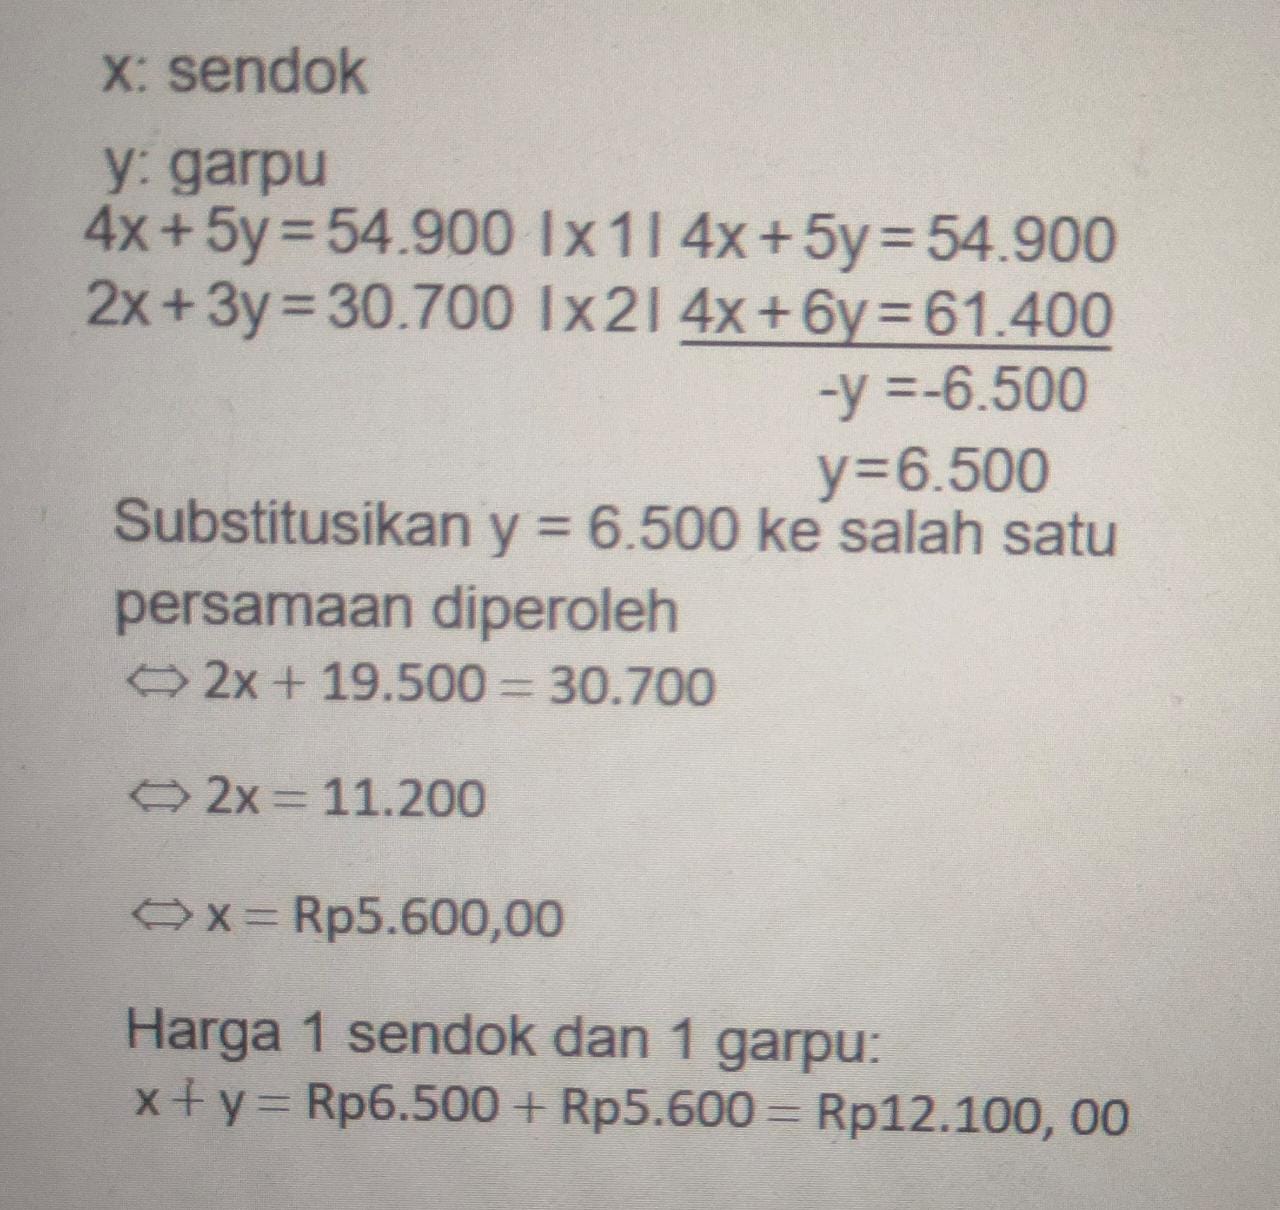 x: sendok
y: garpu
4x + 5y = 54.900 | x 1 | 4x + 5y = 54.900
2x + 3y = 30.700 | x 2 | 4x + 6y = 61.400
-y =-6.500
y=6.500
Substitusikan y = 6.500 ke salah satu
persamaan diperoleh
⇔ 2x + 19.500 = 30.700
⇔ 2x = 11.200
⇔ x = Rp5.600,00
Harga 1 sendok dan 1 garpu:
x + y = Rp6.500 + Rp5.600 = Rp12.100, 00